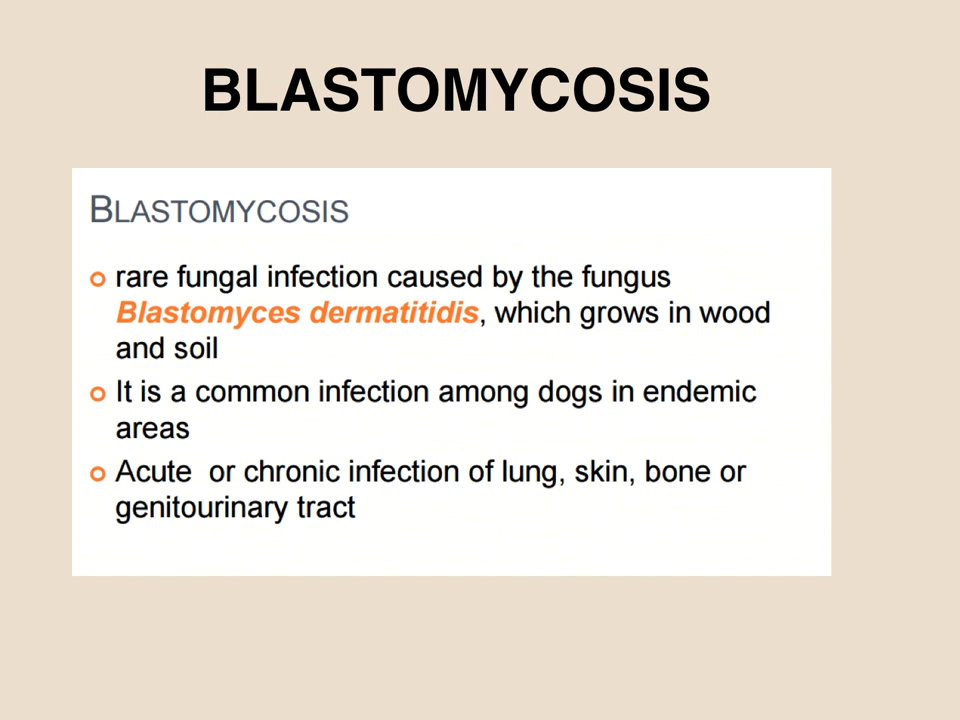 BLASTOMYCOSIS
BLASTOMYCOSIS
rare fungal infection caused by the fungus
Blastomyces dermatitidis, which grows in wood
and soil
It is a common infection among dogs in endemic
areas
Acute or chronic infection of lung, skin, bone or
genitourinary tract